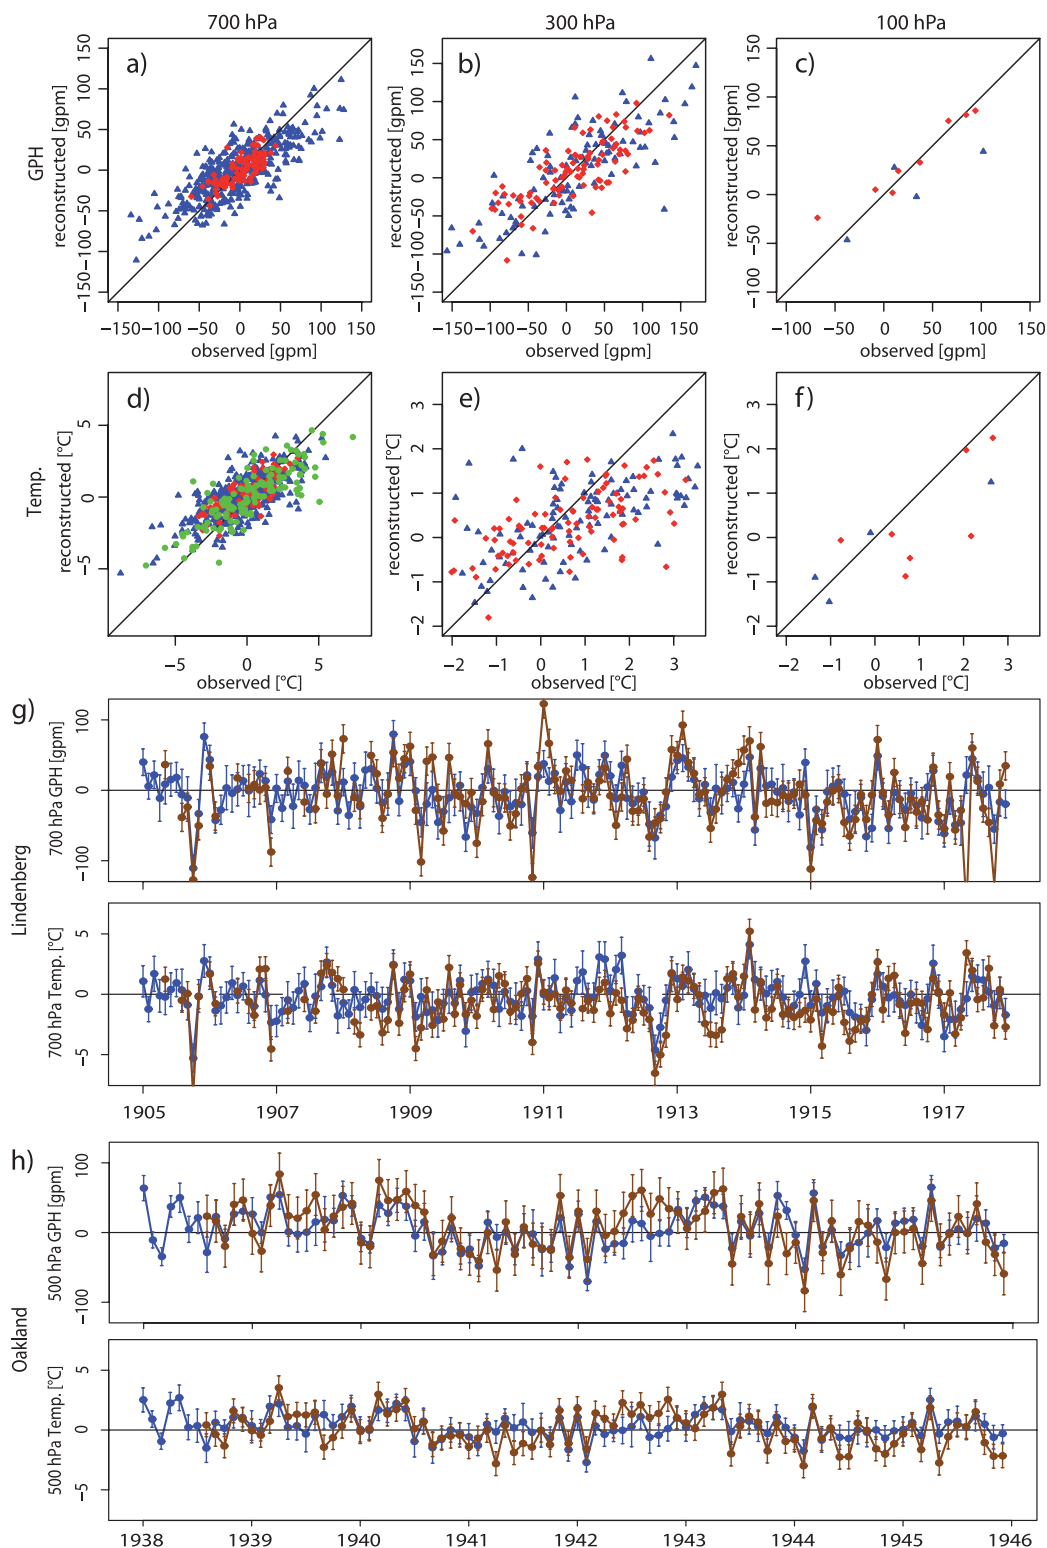 700 hPa
300 hPa
100 hPa
GPH
reconstructed [gpm]
−150 −100 −50 0 50 100 150
a)
−150 −100 −50 0 50 100 150
observed [gpm]
reconstructed [gpm]
−150 −100 −50 0 50 100 150
b)
−150 −100 −50 0 50 100 150
observed [gpm]
reconstructed [gpm]
−100 −50 0 50 100 150
c)
−100 −50 0 50 100 150
observed [gpm]
Temp.
reconstructed [°C]
−5 0 5
d)
−5 0 5
observed [°C]
reconstructed [°C]
−2 −1 0 1 2 3
e)
−2 −1 0 1 2 3
observed [°C]
reconstructed [°C]
−2 −1 0 1 2 3
f)
−2 −1 0 1 2 3
observed [°C]
g)
Lindenberg
700 hPa GPH [gpm]
−100 0 100
700 hPa Temp. [°C]
−5 0 5
1905 1907 1909 1911 1913 1915 1917
h)
Oakland
500 hPa GPH [gpm]
−100 0 100
500 hPa Temp. [°C]
−5 0 5
1938 1939 1940 1941 1942 1943 1944 1945 1946